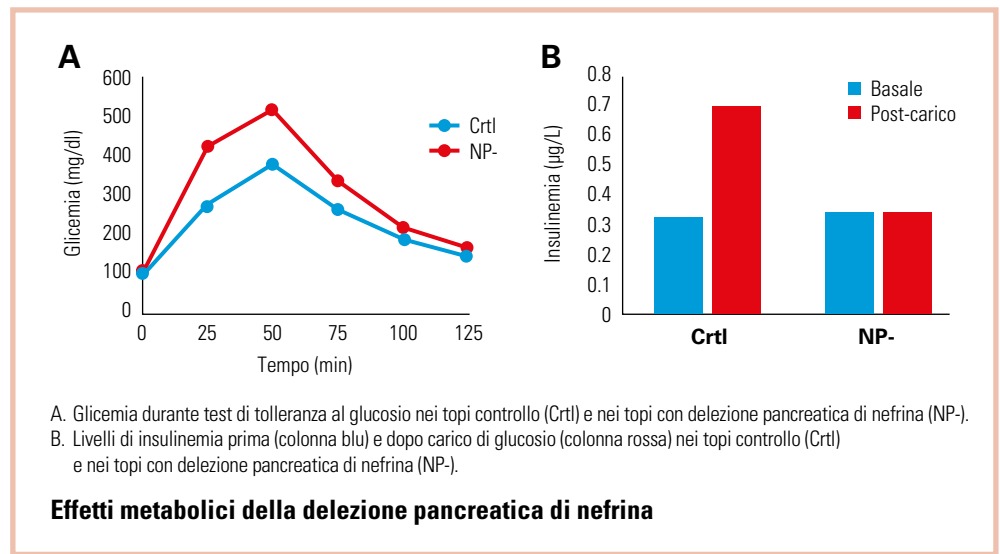 A
600
500
400
300
200
100
0
Glicemia (mg/dl)
0 25 50 75 100 125
Tempo (min)
Crtl
NP-
B
0.8
0.7
0.6
0.5
0.4
0.3
0.2
0.1
0
Insulinemia (µg/L)
Crtl NP-
Basale
Post-carico
A. Glicemia durante test di tolleranza al glucosio nei topi controllo (Crtl) e nei topi con delezione pancreatica di nefrina (NP-).
B. Livelli di insulinemia prima (colonna blu) e dopo carico di glucosio (colonna rossa) nei topi controllo (Crtl)
e nei topi con delezione pancreatica di nefrina (NP-).
Effetti metabolici della delezione pancreatica di nefrina